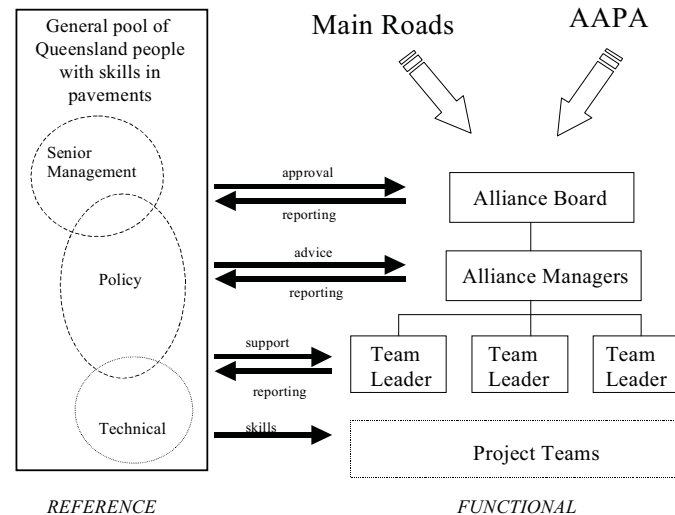 General pool of
Queensland people
with skills in
pavements
Senior
Management
Policy
Technical
Main Roads
AAPA
approval
reporting
Alliance Board
advice
reporting
Alliance Managers
support
reporting
Team
Leader
Team
Leader
Team
Leader
skills
Project Teams
REFERENCE
FUNCTIONAL